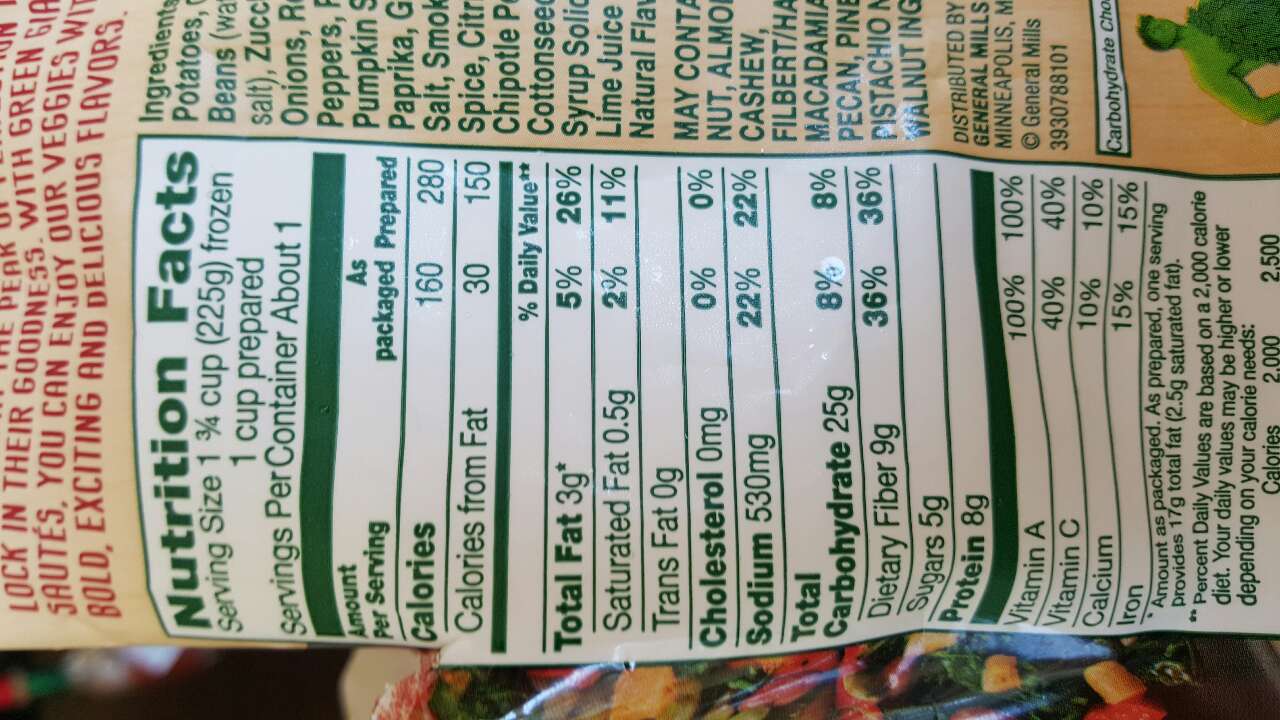 LOCK IN THEIR GOODNESS. WITH GREEN GIA
SAUTÉS, YOU CAN ENJOY OUR VEGGIES WIT
BOLD, EXCITING AND DELICIOUS FLAVORS.
Nutrition Facts
Serving Size 1 ¾ cup (225g) frozen
1 cup prepared
Servings Per Container About 1
Amount Per Serving As packaged Prepared
Calories 160 280
Calories from Fat 30 150
% Daily Value**
Total Fat 3g* 5% 26%
Saturated Fat 0.5g 2% 11%
Trans Fat 0g
Cholesterol 0mg 0% 0%
Sodium 530mg 22% 22%
Total
Carbohydrate 25g 8% 8%
Dietary Fiber 9g 36% 36%
Sugars 5g
Protein 8g
Vitamin A 100% 100%
Vitamin C 40% 40%
Calcium 10% 10%
Iron 15% 15%
* Amount as packaged. As prepared, one serving
provides 17g total fat (2.5g saturated fat).
** Percent Daily Values are based on a 2,000 calorie
diet. Your daily values may be higher or lower
depending on your calorie needs:
Calories 2,000 2,500
Ingredients
Potatoes,
Beans (wat
salt), Zucc
Onions, R
Peppers,
Pumpkin S
Paprika, G
Salt, Smok
Spice, Citr
Chipotle P
Cottonseed
Syrup Solid
Lime Juice
Natural Flav
MAY CONTA
NUT, ALMO
CASHEW,
FILBERT/HA
MACADAMIA
PECAN, PINE
PISTACHIO N
WALNUT ING
DISTRIBUTED BY
GENERAL MILLS
MINNEAPOLIS, M
© General Mills
3930788101
Carbohydrate Cho